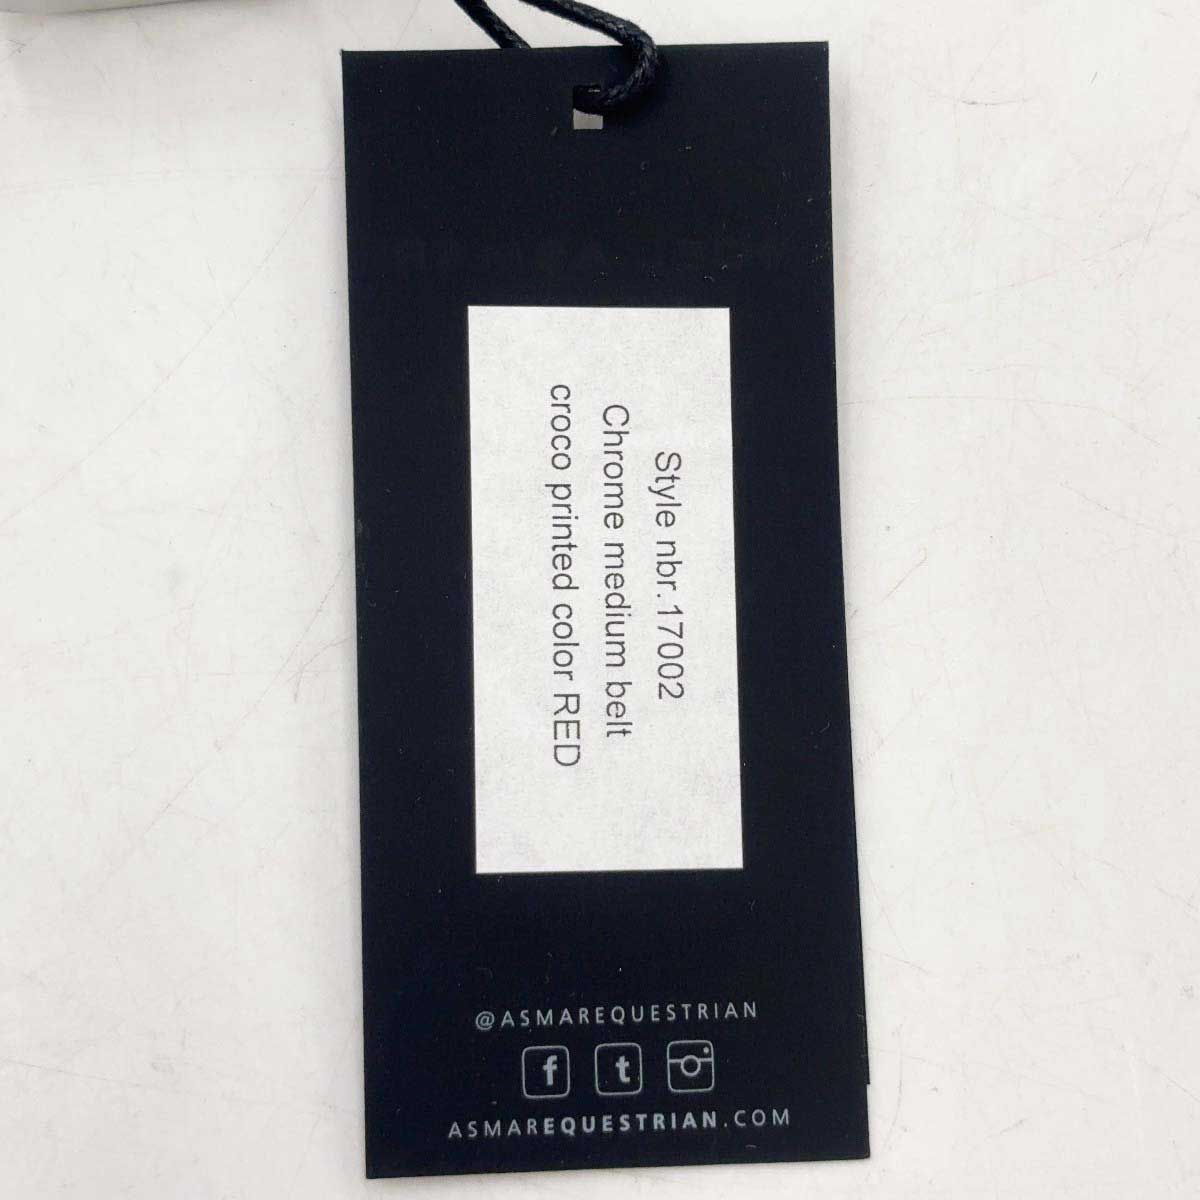 Style nbr.17002
Chrome medium belt
croco printed color RED
@ASMAREQUESTRIAN
f t
ASMAREQUESTRIAN.COM